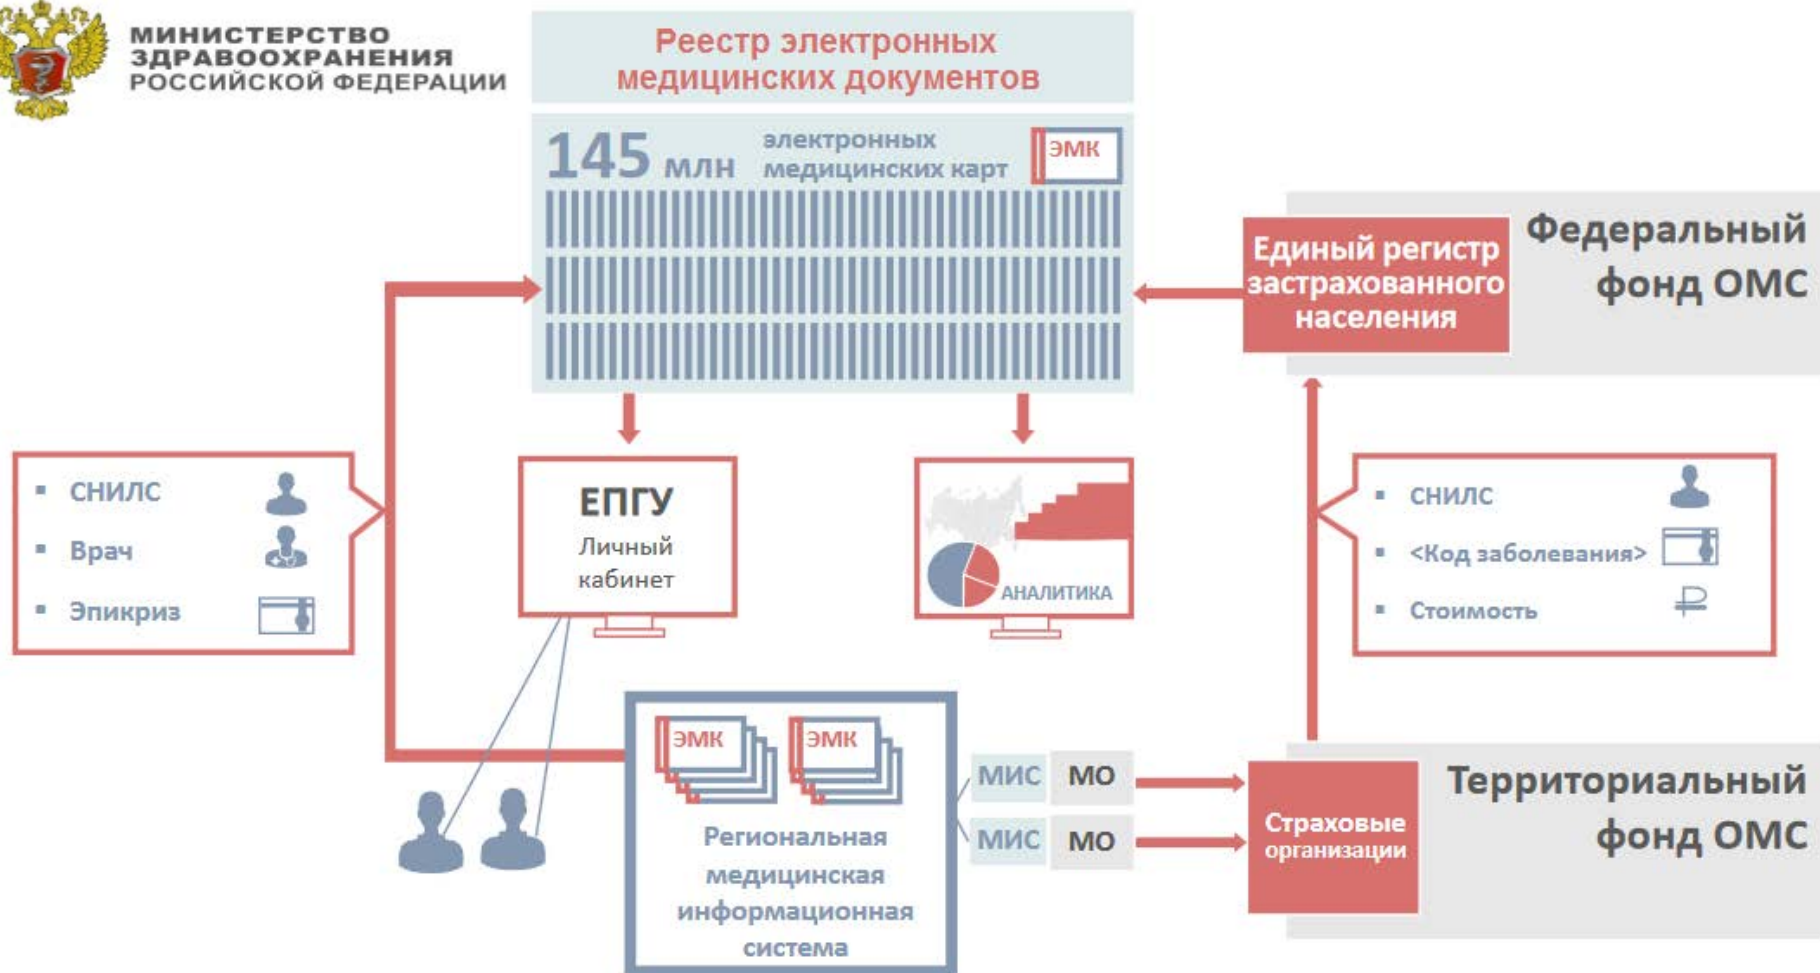 МИНИСТЕРСТВО
ЗДРАВООХРАНЕНИЯ
РОССИЙСКОЙ ФЕДЕРАЦИИ
Реестр электронных
медицинских документов
145 млн
электронных
медицинских карт
ЭМК
Единый регистр
застрахованного
населения
Федеральный
фонд ОМС
СНИЛС
Врач
Эпикриз
ЕПГУ
Личный
кабинет
АНАЛИТИКА
СНИЛС
<Код заболевания>
Стоимость
ЭМК
ЭМК
Региональная
медицинская
информационная
система
МИС МО
МИС МО
Страховые
организации
Территориальный
фонд ОМС